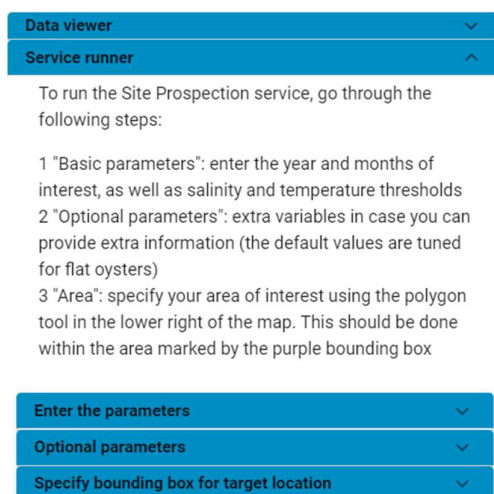 Data viewer
Service runner
To run the Site Prospection service, go through the
following steps:
1 "Basic parameters": enter the year and months of
interest, as well as salinity and temperature thresholds
2 "Optional parameters": extra variables in case you can
provide extra information (the default values are tuned
for flat oysters)
3 "Area": specify your area of interest using the polygon
tool in the lower right of the map. This should be done
within the area marked by the purple bounding box
Enter the parameters
Optional parameters
Specify bounding box for target location